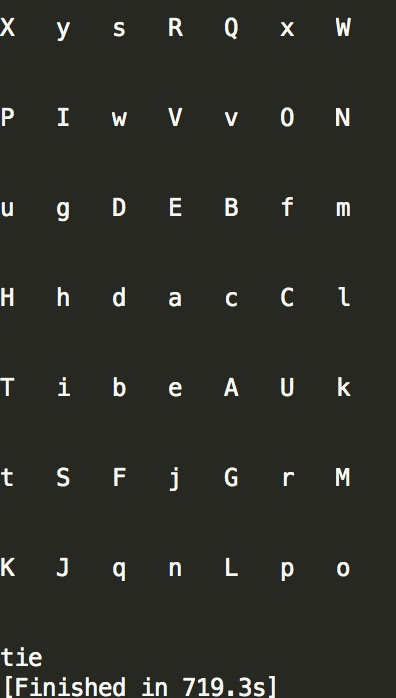 X y s R Q x W
P I w V v O N
u g D E B f m
H h d a c C l
T i b e A U k
t S F j G r M
K J q n L p o
tie
[Finished in 719.3s]